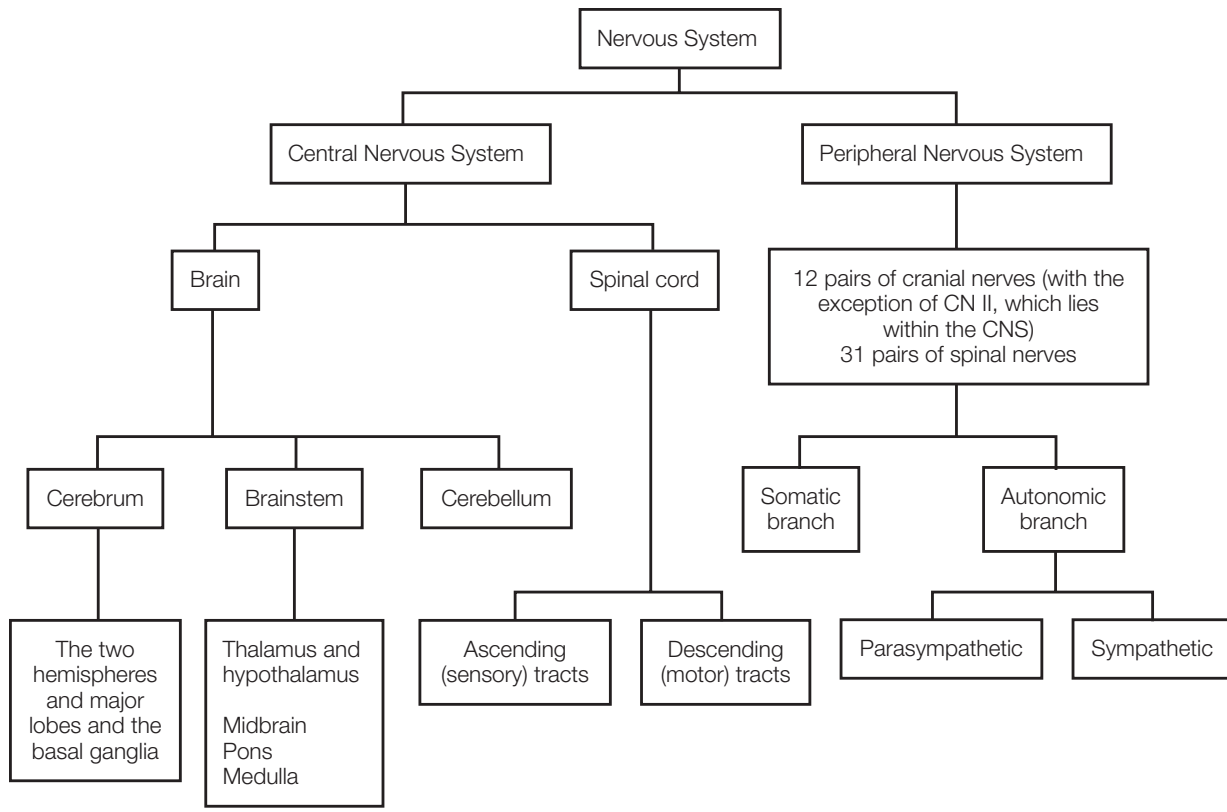 Nervous System
Central Nervous System
Peripheral Nervous System
Brain
Spinal cord
12 pairs of cranial nerves (with the
exception of CN II, which lies
within the CNS)
31 pairs of spinal nerves
Cerebrum
Brainstem
Cerebellum
Somatic
branch
Autonomic
branch
The two
hemispheres
and major
lobes and the
basal ganglia
Thalamus and
hypothalamus
Midbrain
Pons
Medulla
Ascending
(sensory) tracts
Descending
(motor) tracts
Parasympathetic
Sympathetic